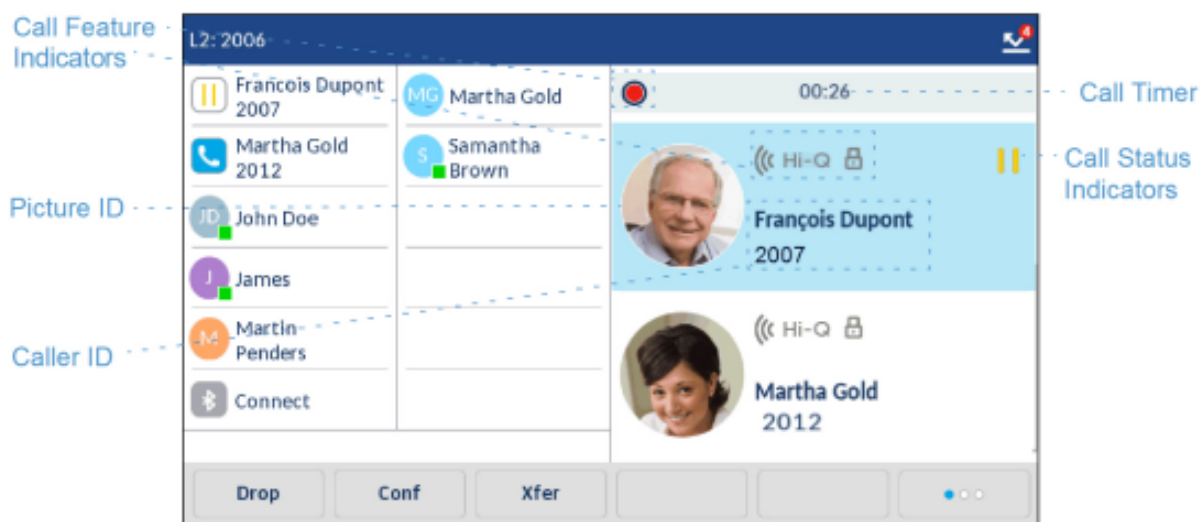 Call Feature
Indicators
Picture ID
Caller ID
L2: 2006
4
Francois Dupont
2007
Martha Gold
2012
JD John Doe
J James
M Martin
Penders
Connect
MG Martha Gold
S Samantha
Brown
00:26
Hi-Q
François Dupont
2007
Hi-Q
Martha Gold
2012
Call Timer
Call Status
Indicators
Drop Conf Xfer